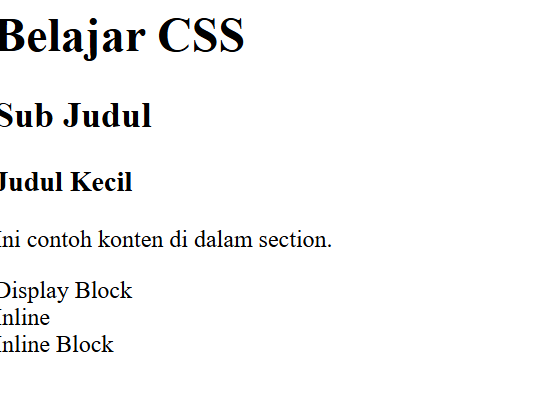 Belajar CSS
Sub Judul
Judul Kecil
Ini contoh konten di dalam section.
Display Block
Inline
Inline Block